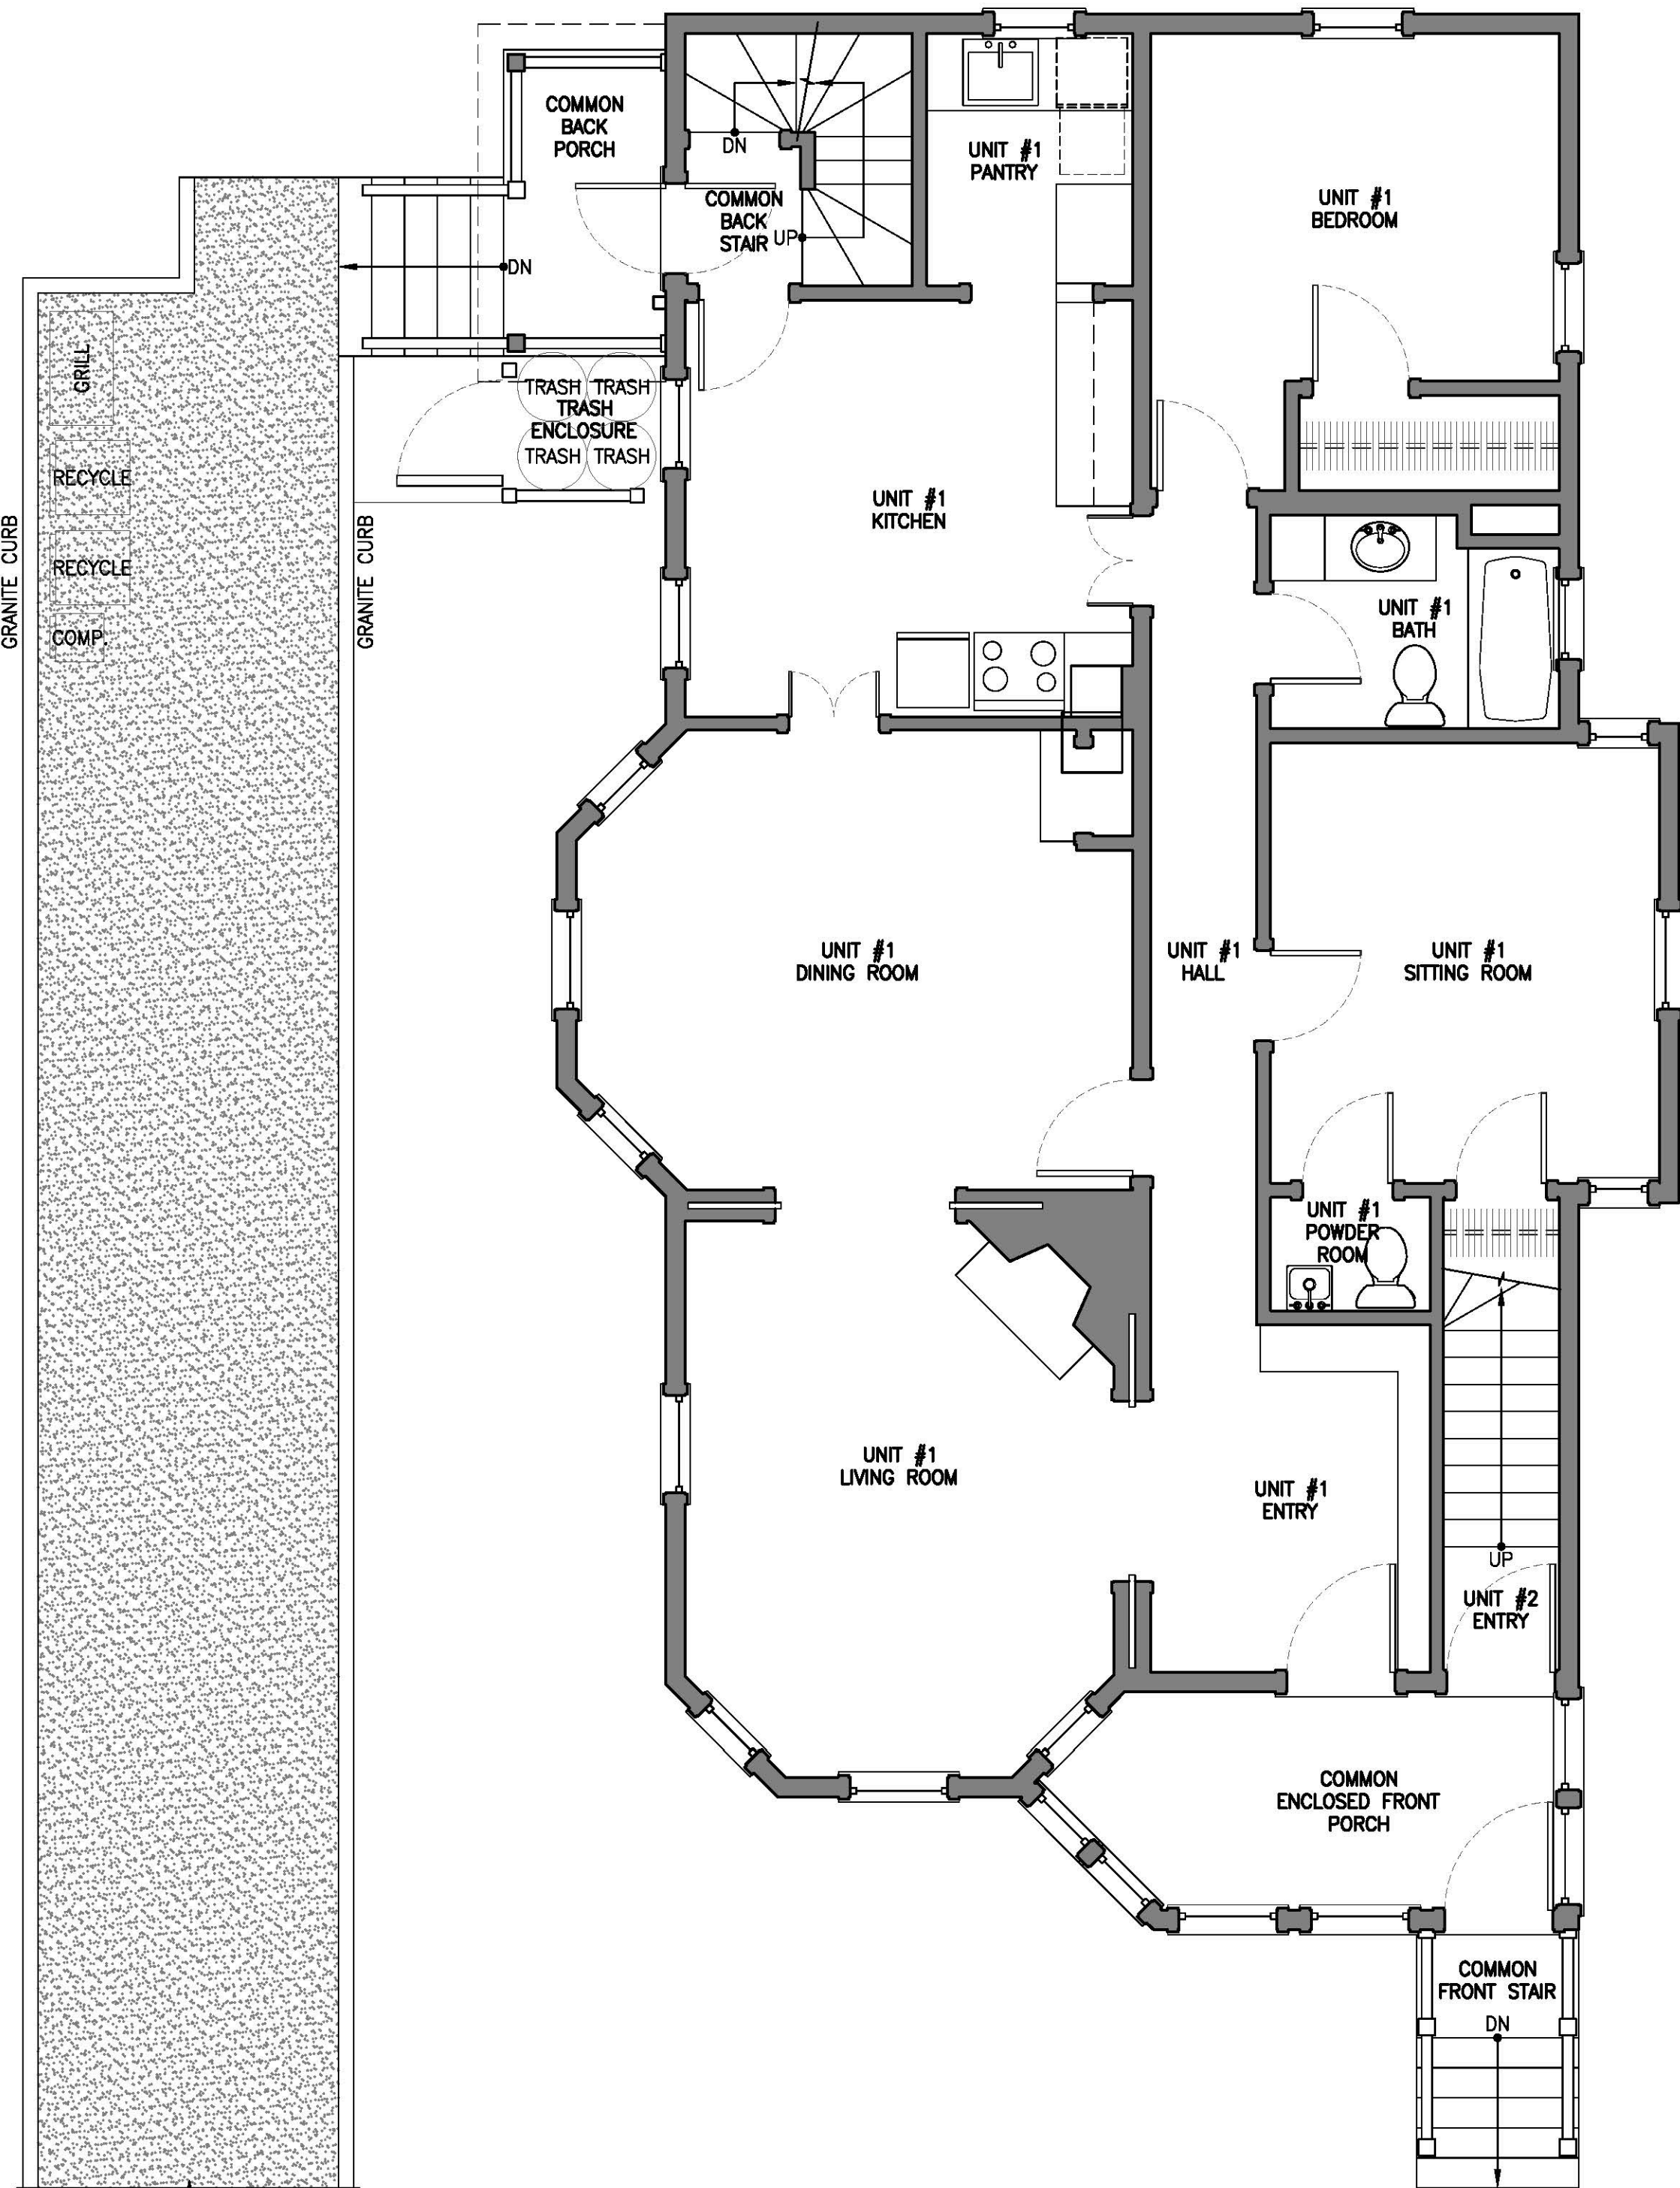 COMMON
BACK
PORCH
DN
COMMON
BACK
STAIR
UP
UNIT #1
PANTRY
UNIT #1
BEDROOM
DN
GRILL
TRASH TRASH
TRASH
ENCLOSURE
TRASH TRASH
RECYCLE
RECYCLE
COMP.
GRANITE CURB
GRANITE CURB
UNIT #1
KITCHEN
UNIT #1
BATH
UNIT #1
DINING ROOM
UNIT #1
HALL
UNIT #1
SITTING ROOM
UNIT #1
POWDER
ROOM
UNIT #1
LIVING ROOM
UNIT #1
ENTRY
UP
UNIT #2
ENTRY
COMMON
ENCLOSED FRONT
PORCH
COMMON
FRONT STAIR
DN